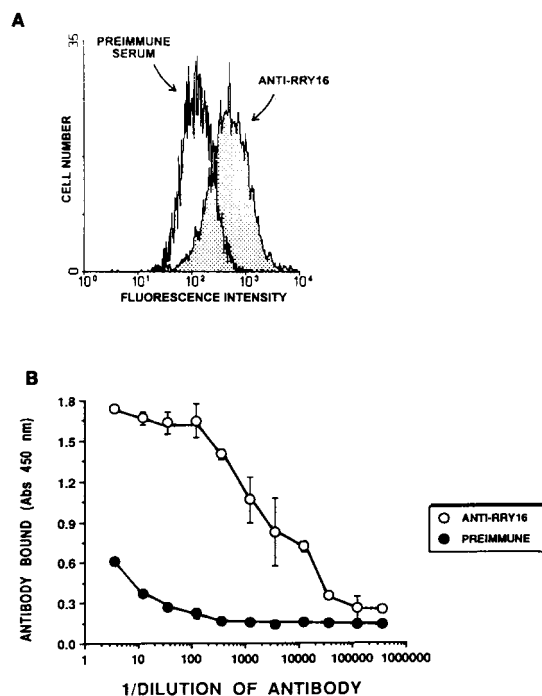 A
35
PREIMMUNE
SERUM
ANTI-RRY16
CELL NUMBER
0
10⁰ 10¹ 10² 10³ 10⁴
FLUORESCENCE INTENSITY
B
1.8
1.5
1.2
0.9
0.6
0.3
0.0
ANTIBODY BOUND (Abs 450 nm)
ANTI-RRY16
PREIMMUNE
1 10 100 1000 10000 100000 1000000
1/DILUTION OF ANTIBODY